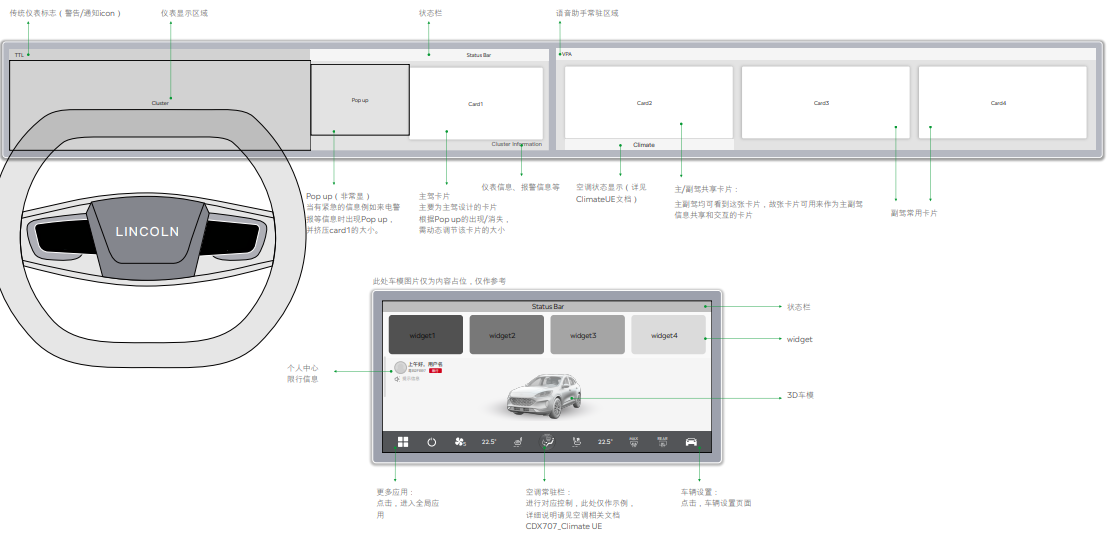 传统仪表标志（警告/通知icon）
仪表显示区域
状态栏
语音助手常驻区域
TTL
Status Bar
VPA
Cluster
Pop up
Card1
Card2
Card3
Card4
Cluster Information
Climate
Pop up（非常显）
当有紧急的信息例如来电警
报等信息时出现Pop up，
并挤压card1的大小。
主驾卡片
主要为主驾设计的卡片
根据Pop up的出现/消失，
需动态调节该卡片的大小
仪表信息、报警信息等
空调状态显示（详见
ClimateUE文档）
主/副驾共享卡片：
主副驾均可看到这张卡片，故张卡片可用来作为主副驾
信息共享和交互的卡片
副驾常用卡片
LINCOLN
此处车模图片仅为内容占位，仅作参考
Status Bar
状态栏
widget1
widget2
widget3
widget4
widget
个人中心
限行信息
上午好，用户名
3D车模
22.5°
22.5°
MAX
REAR
更多应用：
点击，进入全局应
用
空调常驻栏：
进行对应控制，此处仅作示例，
详细说明请见空调相关文档
CDX707_Climate UE
车辆设置：
点击，车辆设置页面